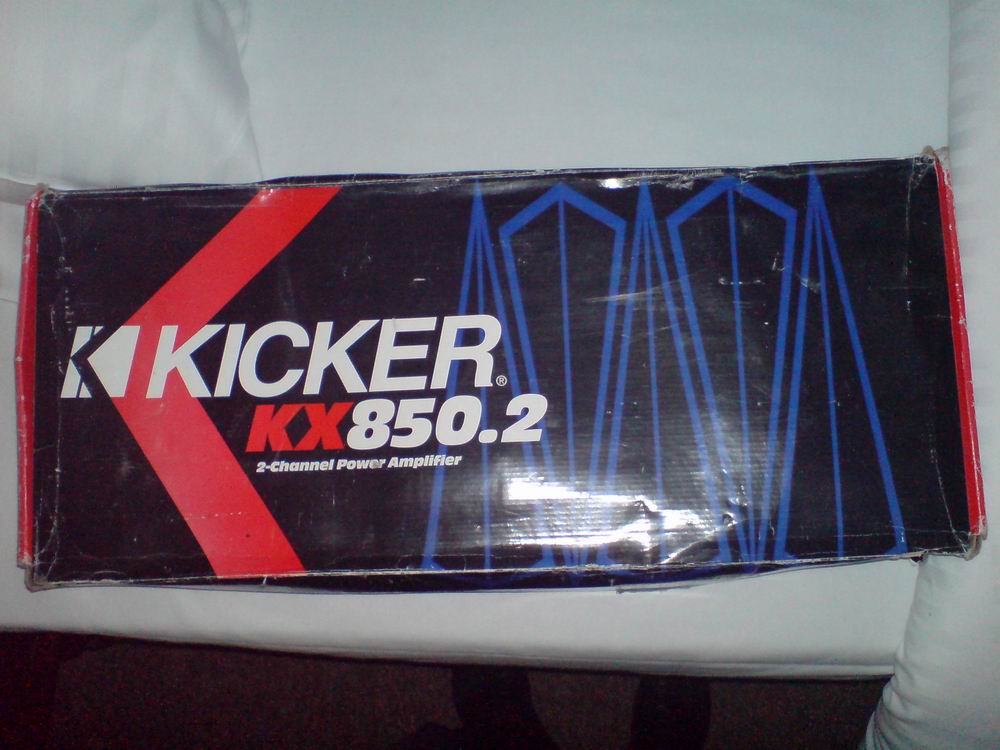 KICKER®
KX850.2
2-Channel Power Amplifier